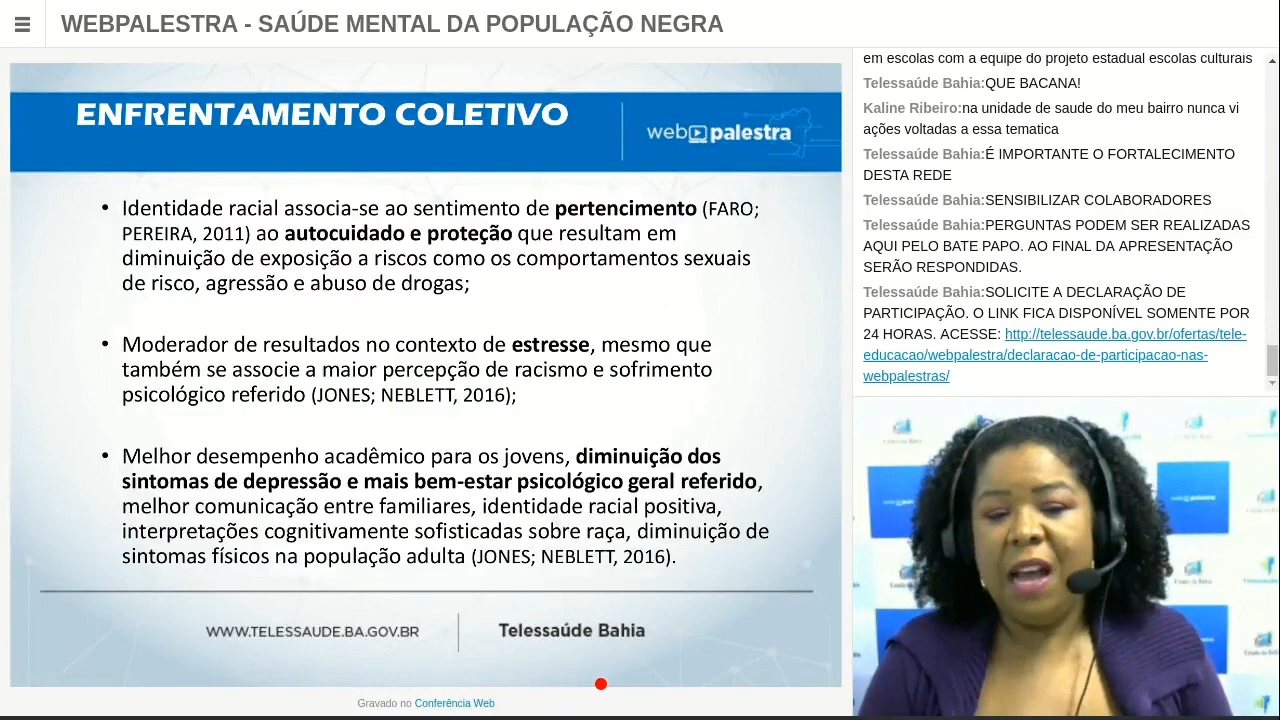 WEBPALESTRA - SAÚDE MENTAL DA POPULAÇÃO NEGRA
ENFRENTAMENTO COLETIVO
web palestra
• Identidade racial associa-se ao sentimento de pertencimento (FARO;
PEREIRA, 2011) ao autocuidado e proteção que resultam em
diminuição de exposição a riscos como os comportamentos sexuais
de risco, agressão e abuso de drogas;
• Moderador de resultados no contexto de estresse, mesmo que
também se associe a maior percepção de racismo e sofrimento
psicológico referido (JONES; NEBLETT, 2016);
• Melhor desempenho acadêmico para os jovens, diminuição dos
sintomas de depressão e mais bem-estar psicológico geral referido,
melhor comunicação entre familiares, identidade racial positiva,
interpretações cognitivamente sofisticadas sobre raça, diminuição de
sintomas físicos na população adulta (JONES; NEBLETT, 2016).
WWW.TELESSAUDE.BA.GOV.BR
Telessaúde Bahia
Gravado no Conferência Web
em escolas com a equipe do projeto estadual escolas culturais
Telessaúde Bahia:QUE BACANA!
Kaline Ribeiro:na unidade de saude do meu bairro nunca vi
ações voltadas a essa tematica
Telessaúde Bahia:É IMPORTANTE O FORTALECIMENTO
DESTA REDE
Telessaúde Bahia:SENSIBILIZAR COLABORADORES
Telessaúde Bahia:PERGUNTAS PODEM SER REALIZADAS
AQUI PELO BATE PAPO. AO FINAL DA APRESENTAÇÃO
SERÃO RESPONDIDAS.
Telessaúde Bahia:SOLICITE A DECLARAÇÃO DE
PARTICIPAÇÃO. O LINK FICA DISPONÍVEL SOMENTE POR
24 HORAS. ACESSE: http://telessaude.ba.gov.br/ofertas/tele-
educacao/webpalestra/declaracao-de-participacao-nas-
webpalestras/